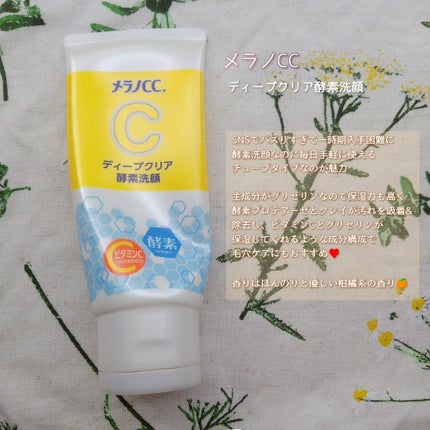 メラノCC
ディープクリア酵素洗顔
SNSでバズりすぎて一時期入手困難に
酵素洗顔なのに毎日手軽に使える
チューブタイプなのが魅力
主成分がグリセリンなので保湿力も高く
酵素プロテアーゼとクレイが汚れを吸着&
除去し、ビタミンCとグリセリンが
保湿してくれるような成分構成で
毛穴ケアにもおすすめ♥
香りはほんのりと優しい柑橘系の香り🍊
メラノCC.
C
ディープクリア
酵素洗顔
ビタミンC
酵素